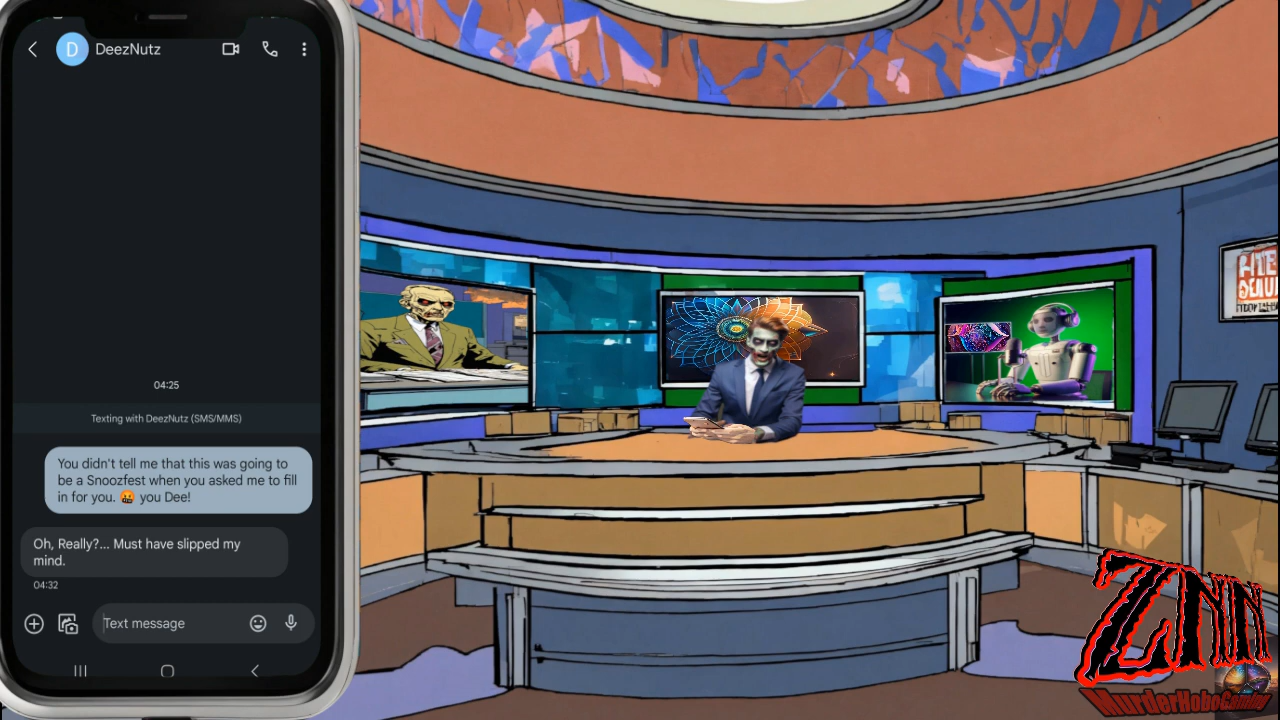 D
DeezNutz
04:25
Texting with DeezNutz (SMS/MMS)
You didn't tell me that this was going to
be a Snoozfest when you asked me to fill
in for you. 🤬 you Dee!
Oh, Really?... Must have slipped my
mind.
04:32
Text message
ZNN
MurderHoboGaming